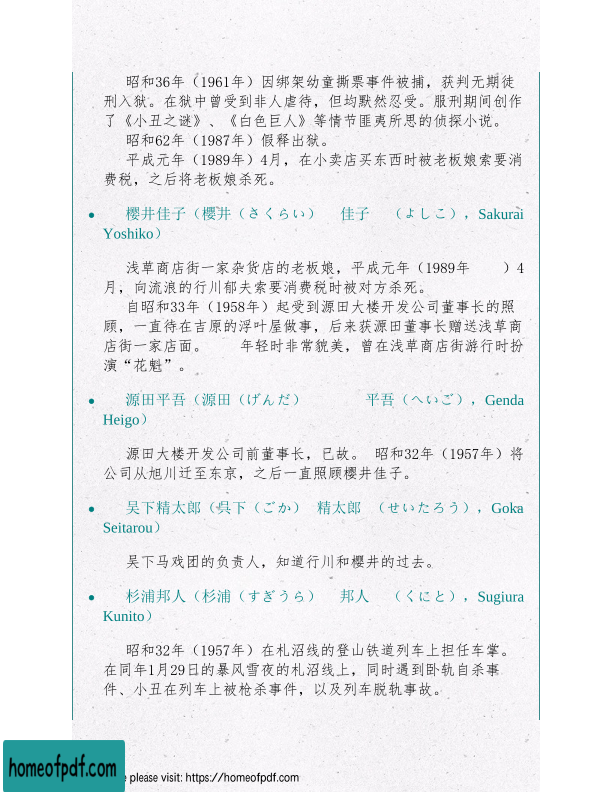 昭和36年（1961年）因绑架幼童撕票事件被捕，获判无期徒
刑入狱。在狱中曾受到非人虐待，但均默然忍受。服刑期间创作
了《小丑之谜》、《白色巨人》等情节匪夷所思的侦探小说。
昭和62年（1987年）假释出狱。
平成元年（1989年）4月，在小卖店买东西时被老板娘索要消
费税，之后将老板娘杀死。
• 樱井佳子（櫻井（さくらい） 佳子 （よしこ），Sakurai
Yoshiko）
浅草商店街一家杂货店的老板娘，平成元年（1989年 ）4
月，向流浪的行川郁夫索要消费税时被对方杀死。
自昭和33年（1958年）起受到源田大楼开发公司董事长的照
顾，一直待在吉原的浮叶屋做事，后来获源田董事长赠送浅草商
店街一家店面。 年轻时非常貌美，曾在浅草商店街游行时扮
演“花魁”。
• 源田平吾（源田（げんだ） 平吾（へいご），Genda
Heigo）
源田大楼开发公司前董事长，已故。 昭和32年（1957年）将
公司从旭川迁至东京，之后一直照顾樱井佳子。
• 吴下精太郎（呉下（ごか） 精太郎 （せいたろう），Goka
Seitarou）
吴下马戏团的负责人，知道行川和樱井的过去。
• 杉浦邦人（杉浦（すぎうら） 邦人 （くにと），Sugiura
Kunito）
昭和32年（1957年）在札沼线的登山铁道列车上担任车掌。
在同年1月29日的暴风雪夜的札沼线上，同时遇到卧轨自杀事
件、小丑在列车上被枪杀事件，以及列车脱轨事故。
homeofpdf.com
please visit: https://homeofpdf.com